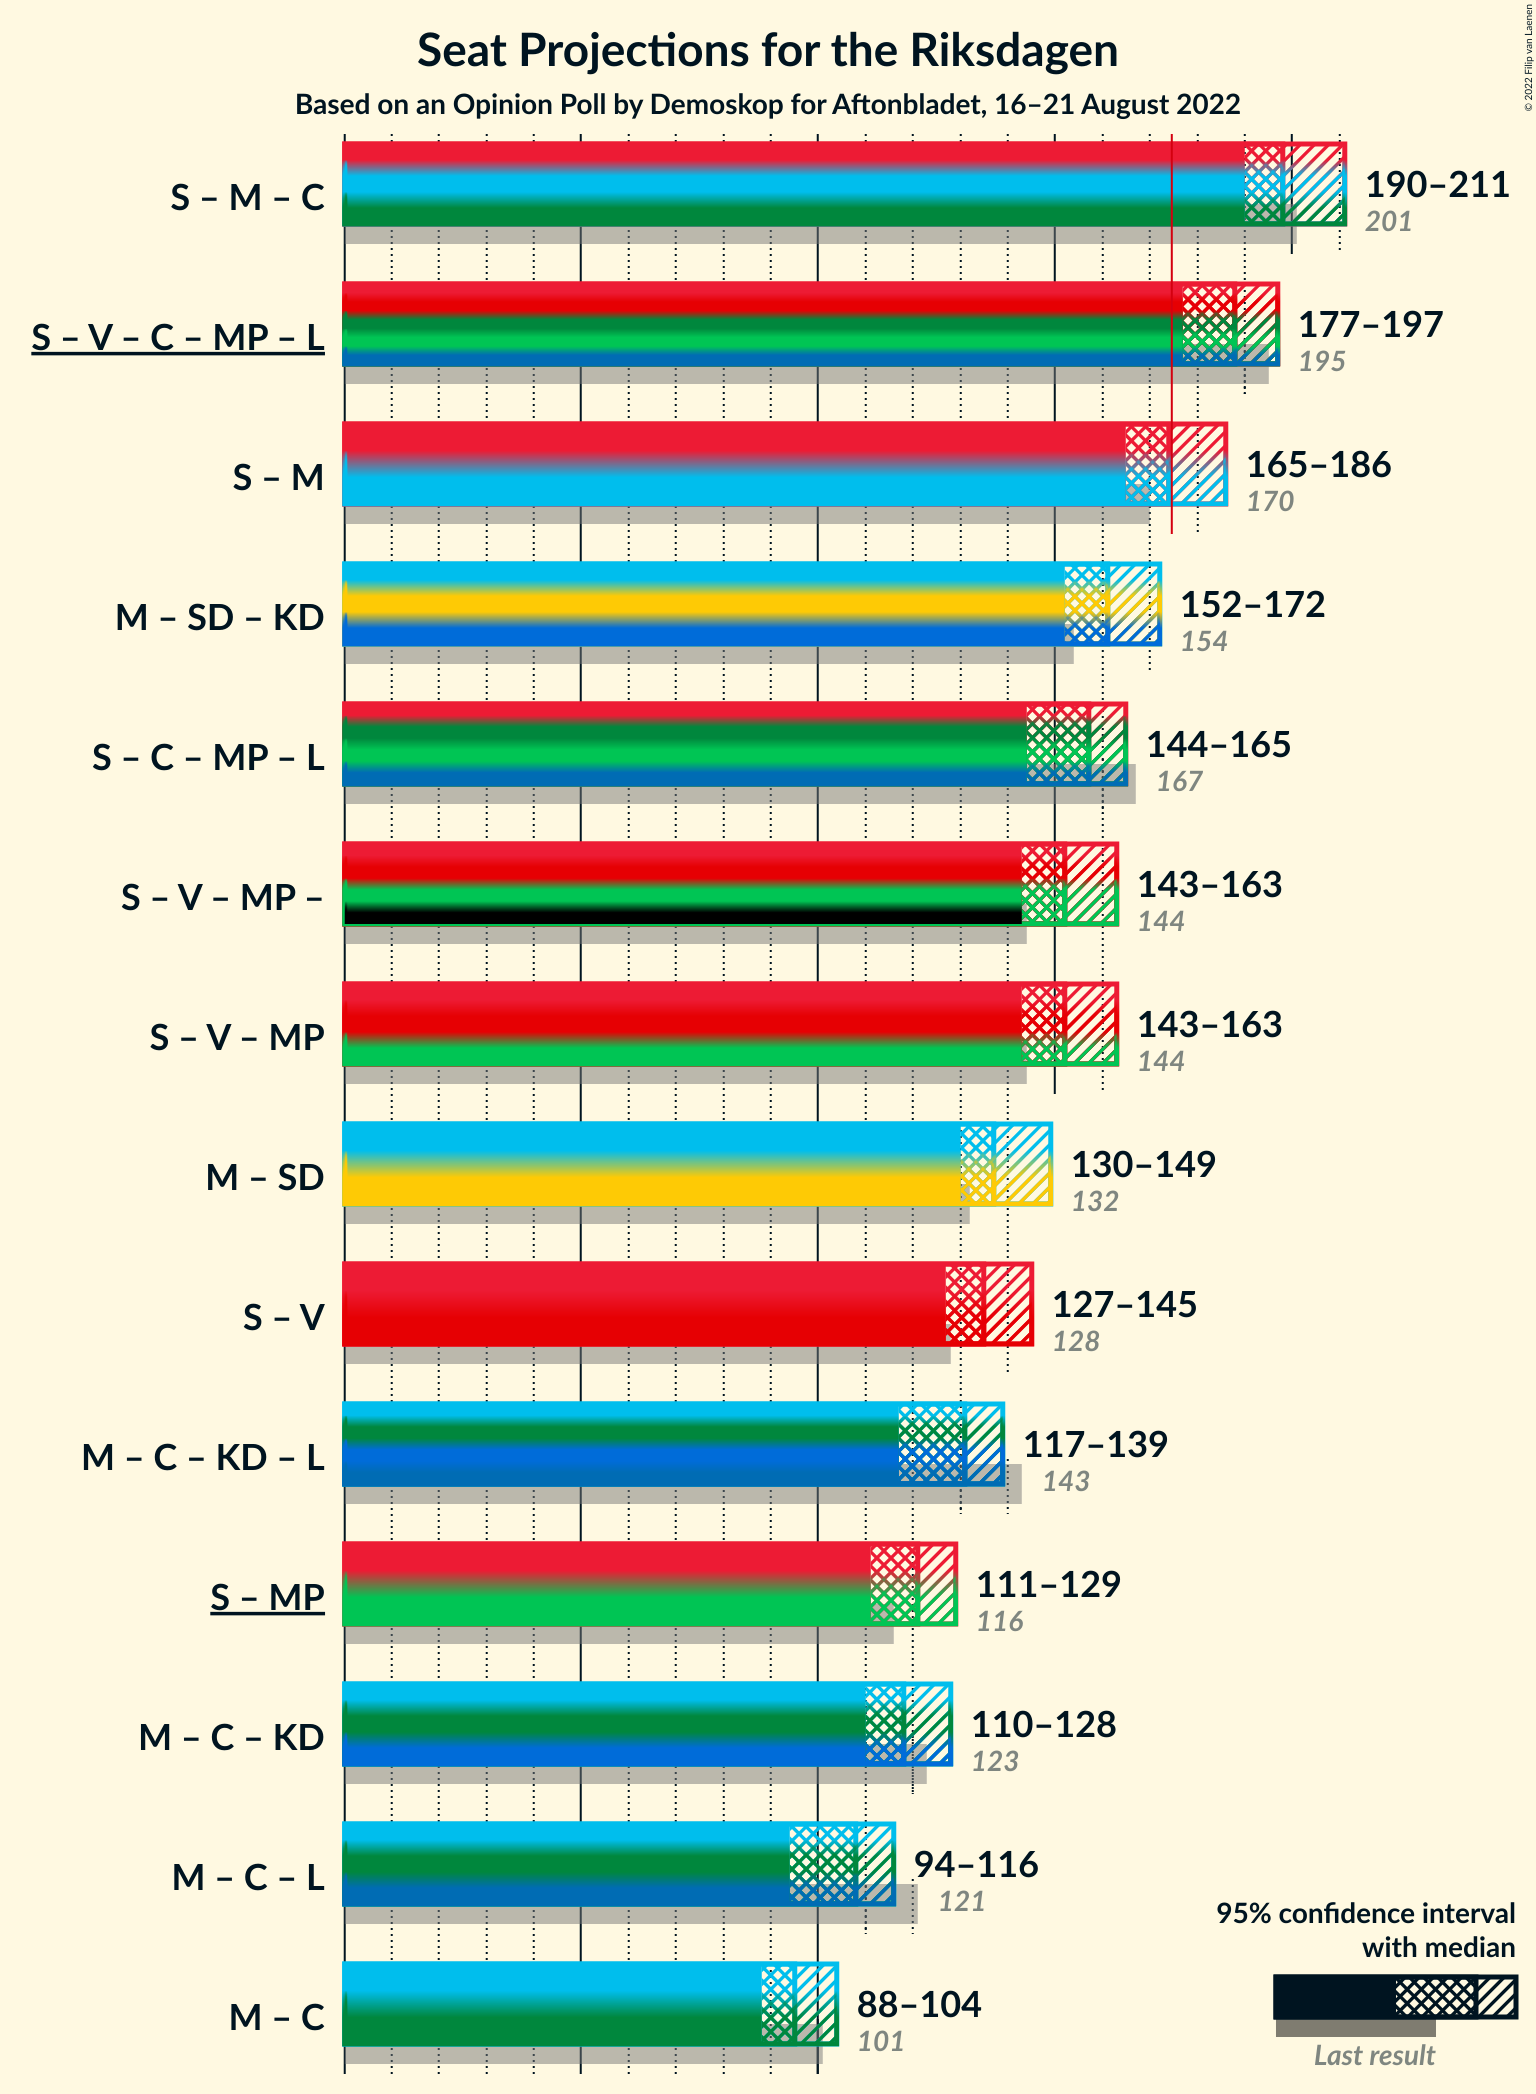 Seat Projections for the Riksdagen
Based on an Opinion Poll by Demoskop for Aftonbladet, 16–21 August 2022
© 2022 Filip van Laenen
S – M – C
190–211
201
S – V – C – MP – L
177–197
195
S – M
165–186
170
M – SD – KD
152–172
154
S – C – MP – L
144–165
167
S – V – MP –
143–163
144
S – V – MP
143–163
144
M – SD
130–149
132
S – V
127–145
128
M – C – KD – L
117–139
143
S – MP
111–129
116
M – C – KD
110–128
123
M – C – L
94–116
121
M – C
88–104
101
95% confidence interval
with median
Last result